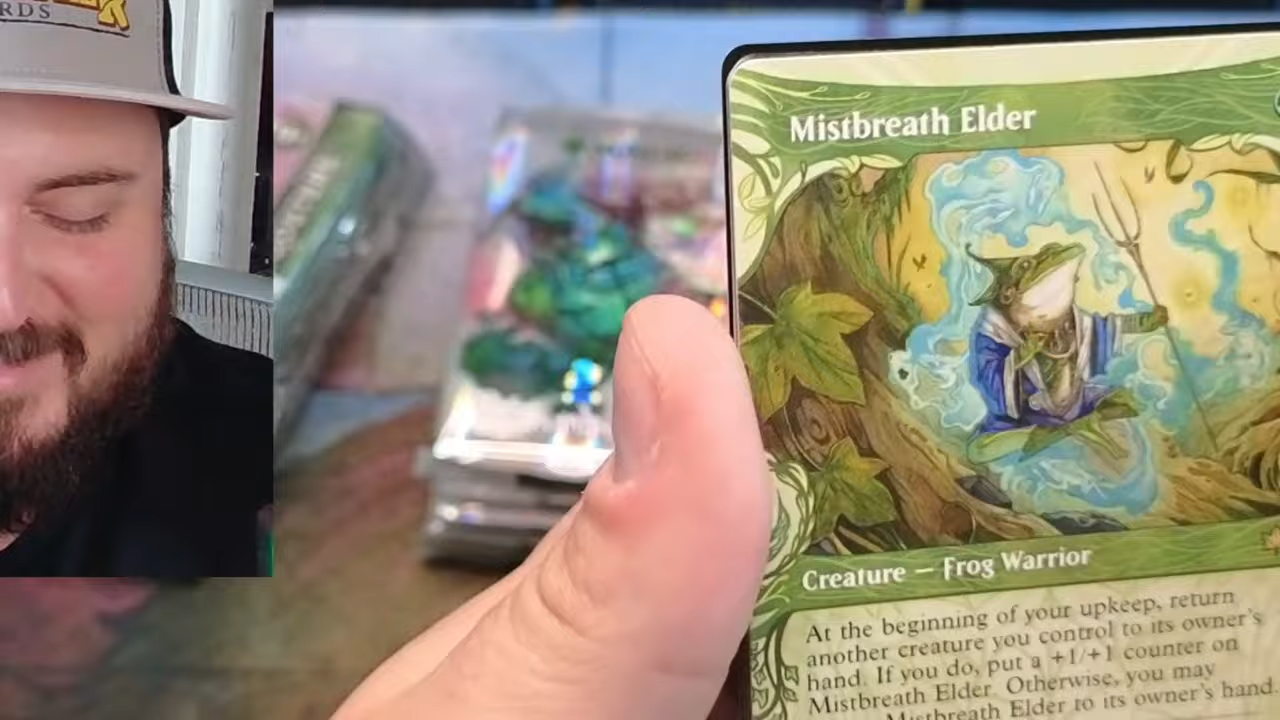 RDS
Mistbreath Elder
Creature — Frog Warrior
At the beginning of your upkeep, return
another creature you control to its owner's
hand. If you do, put a +1/+1 counter on
Mistbreath Elder. Otherwise, you may
Mistbreath Elder to its owner's hand.